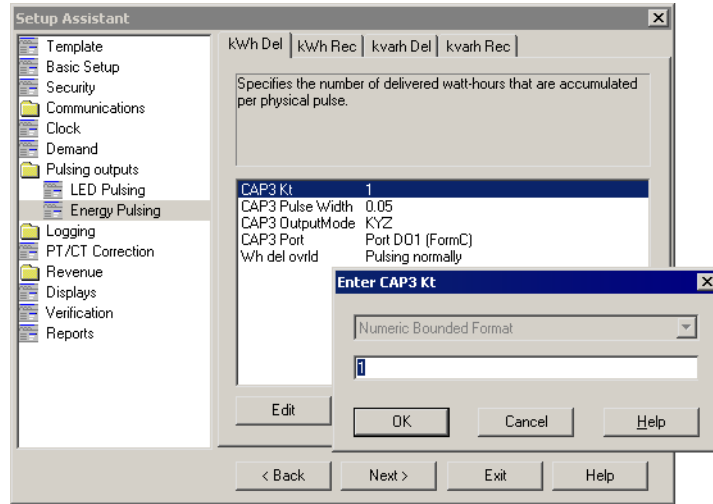 Setup Assistant
Template
Basic Setup
Security
Communications
Clock
Demand
Pulsing outputs
LED Pulsing
Energy Pulsing
Logging
PT/CT Correction
Revenue
Displays
Verification
Reports
kWh Del kWh Rec kvarh Del kvarh Rec
Specifies the number of delivered watt-hours that are accumulated
per physical pulse.
CAP3 Kt 1
CAP3 Pulse Width 0.05
CAP3 OutputMode KYZ
CAP3 Port Port DO1 (FormC)
Wh del ovrld Pulsing normally
Enter CAP3 Kt
Numeric Bounded Format
1
Edit
OK Cancel Help
< Back Next > Exit Help